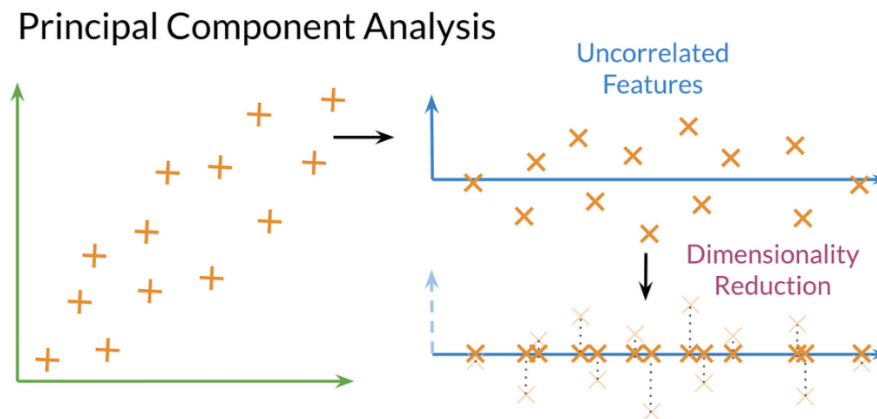 Principal Component Analysis
Uncorrelated
Features
Dimensionality
Reduction